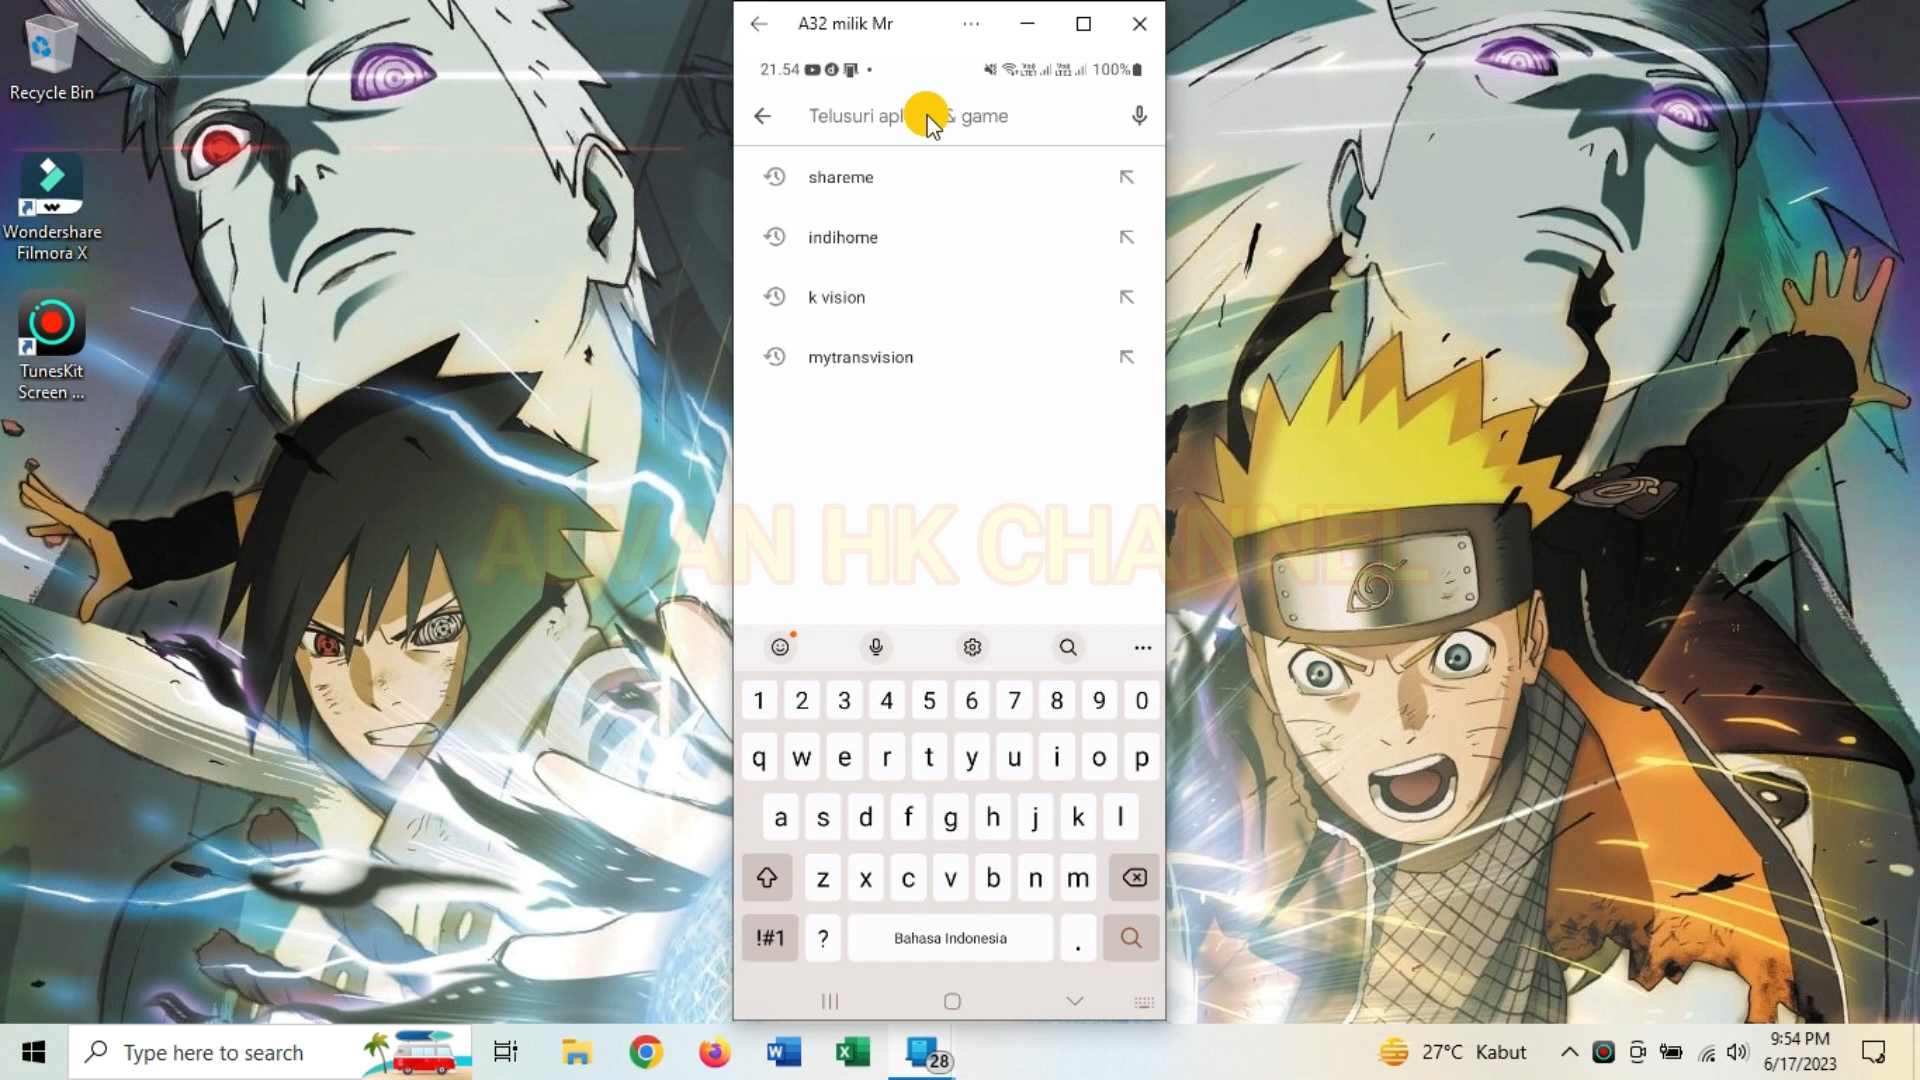 Recycle Bin
Wondershare
Filmora X
TunesKit
Screen ...
A32 milik Mr
21.54
100%
Telusuri apl & game
shareme
indihome
k vision
mytransvision
ALVAN HK CHANNEL
1 2 3 4 5 6 7 8 9 0
q w e r t y u i o p
a s d f g h j k l
z x c v b n m
!#1 ? Bahasa Indonesia .
Type here to search
28
27°C Kabut
9:54 PM
6/17/2023